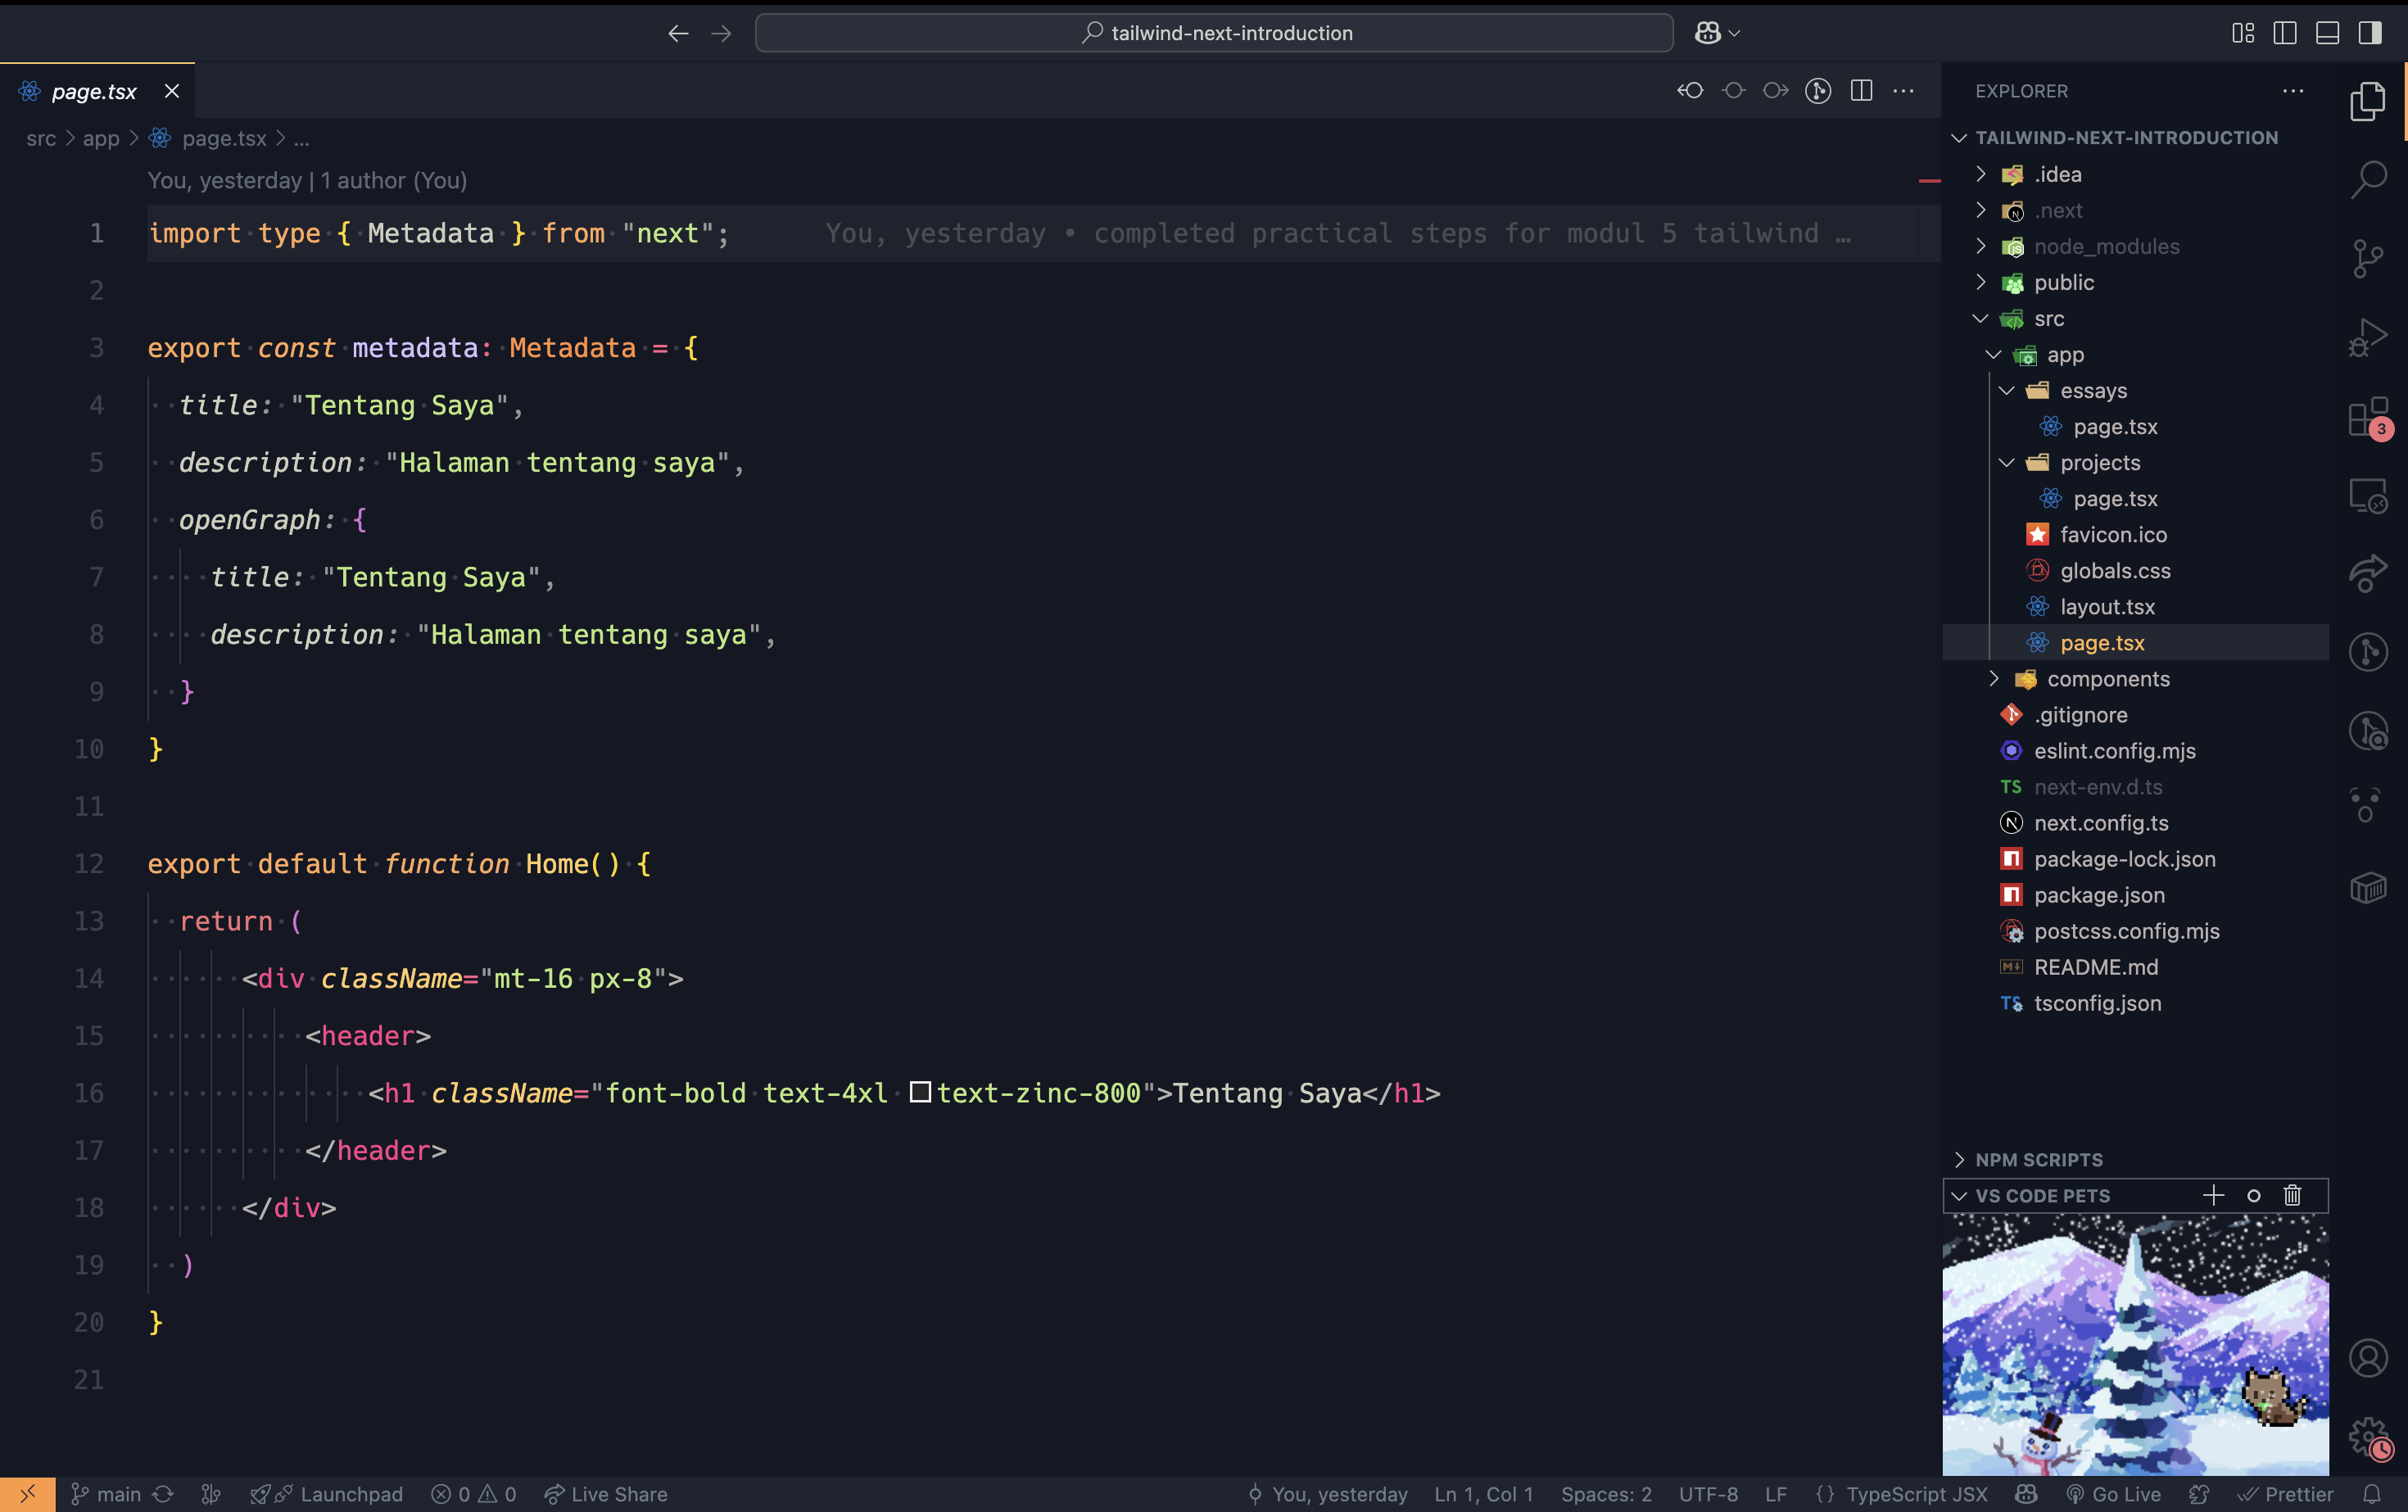 tailwind-next-introduction
page.tsx
src > app > page.tsx > ...
You, yesterday | 1 author (You)
1 import type { Metadata } from "next"; You, yesterday • completed practical steps for modul 5 tailwind …
2
3 export const metadata: Metadata = {
4 title: "Tentang Saya",
5 description: "Halaman tentang saya",
6 openGraph: {
7 title: "Tentang Saya",
8 description: "Halaman tentang saya",
9 }
10 }
11
12 export default function Home() {
13 return (
14 <div className="mt-16 px-8">
15 <header>
16 <h1 className="font-bold text-4xl text-zinc-800">Tentang Saya</h1>
17 </header>
18 </div>
19 )
20 }
21
EXPLORER
TAILWIND-NEXT-INTRODUCTION
.idea
.next
node_modules
public
src
app
essays
page.tsx
projects
page.tsx
favicon.ico
globals.css
layout.tsx
page.tsx
components
.gitignore
eslint.config.mjs
TS next-env.d.ts
next.config.ts
package-lock.json
package.json
postcss.config.mjs
README.md
TS tsconfig.json
NPM SCRIPTS
VS CODE PETS
3
main Launchpad 0 0 Live Share You, yesterday Ln 1, Col 1 Spaces: 2 UTF-8 LF {} TypeScript JSX Go Live Prettier